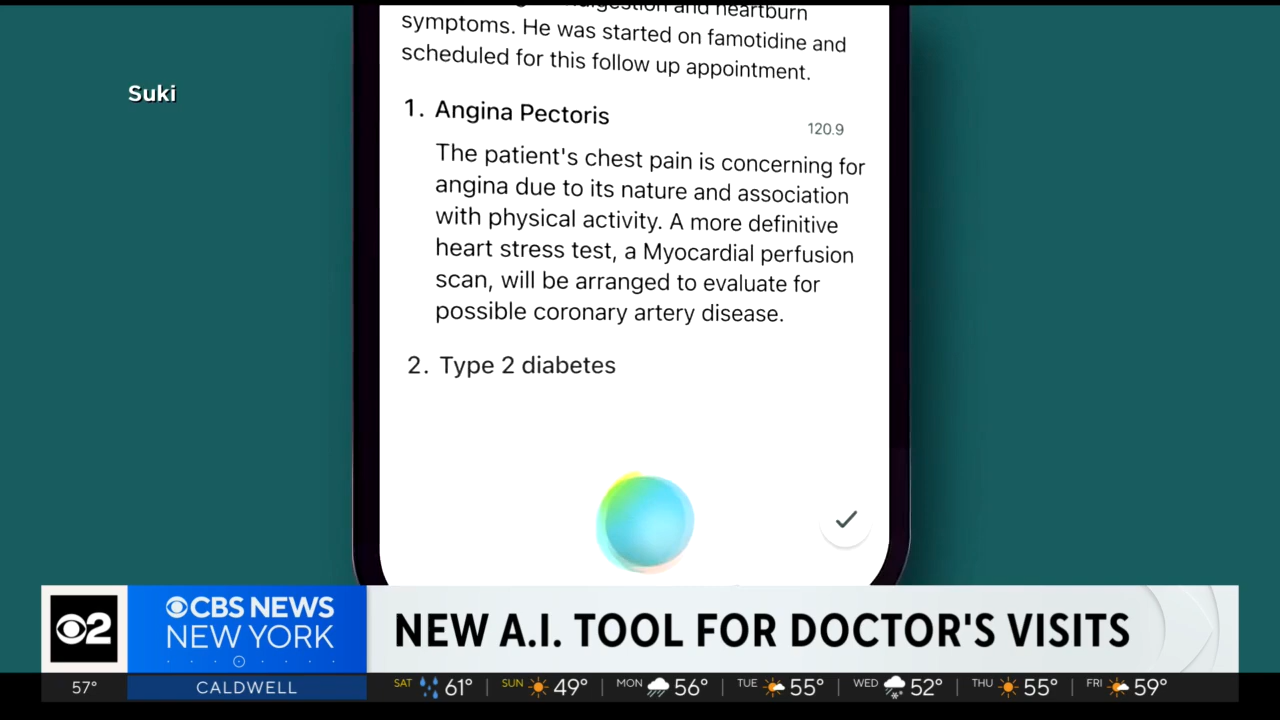 indigestion and heartburn
symptoms. He was started on famotidine and
scheduled for this follow up appointment.
Suki
1. Angina Pectoris
120.9
The patient's chest pain is concerning for
angina due to its nature and association
with physical activity. A more definitive
heart stress test, a Myocardial perfusion
scan, will be arranged to evaluate for
possible coronary artery disease.
2. Type 2 diabetes
2
CBS NEWS
NEW YORK
NEW A.I. TOOL FOR DOCTOR'S VISITS
57° CALDWELL SAT 61° SUN 49° MON 56° TUE 55° WED 52° THU 55° FRI 59°